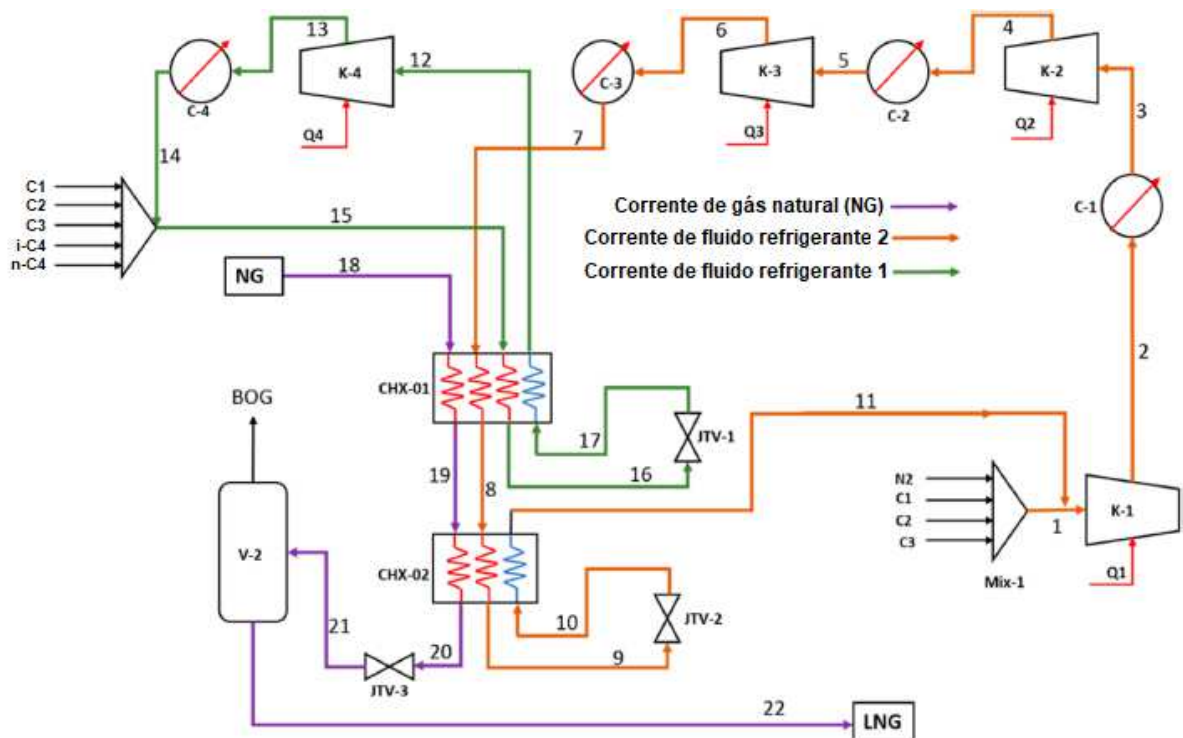 13
6
4
K-4
12
C-4
C-3
K-3
5
C-2
K-2
Q4
Q3
Q2
3
14
7
C1
C2
C3
i-C4
n-C4
15
Corrente de gás natural (NG)
Corrente de fluido refrigerante 2
Corrente de fluido refrigerante 1
C-1
NG
18
2
CHX-01
BOG
11
17
JTV-1
19
8
16
N2
C1
C2
C3
1
K-1
V-2
CHX-02
Mix-1
Q1
21
20
10
9
JTV-2
JTV-3
22
LNG